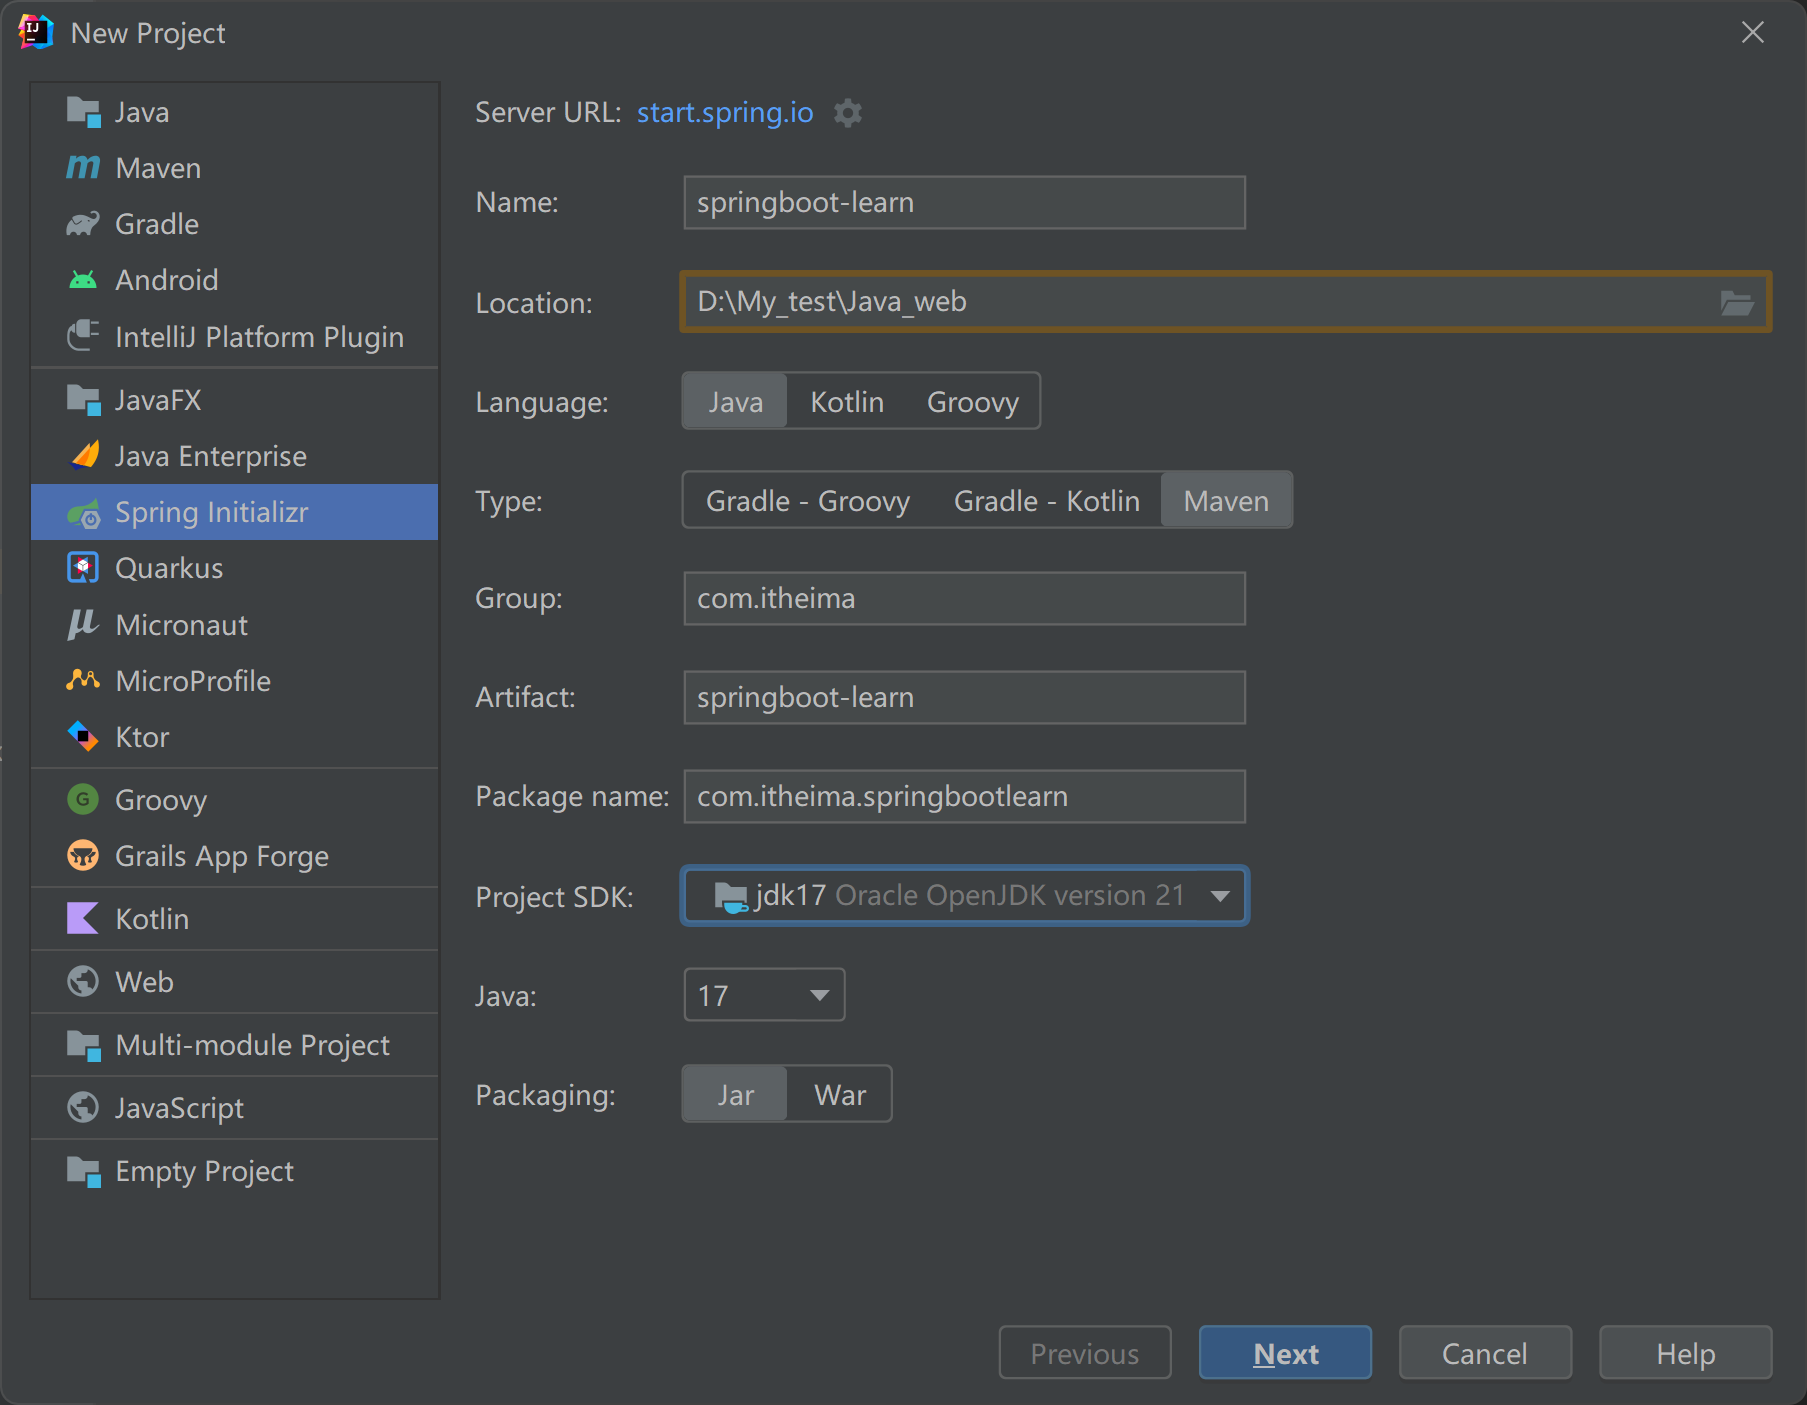 New Project
Java
Maven
Gradle
Android
IntelliJ Platform Plugin
JavaFX
Java Enterprise
Spring Initializr
Quarkus
Micronaut
MicroProfile
Ktor
Groovy
Grails App Forge
Kotlin
Web
Multi-module Project
JavaScript
Empty Project
Server URL: start.spring.io
Name: springboot-learn
Location: D:\My_test\Java_web
Language: Java Kotlin Groovy
Type: Gradle - Groovy Gradle - Kotlin Maven
Group: com.itheima
Artifact: springboot-learn
Package name: com.itheima.springbootlearn
Project SDK: jdk17 Oracle OpenJDK version 21
Java: 17
Packaging: Jar War
Previous Next Cancel Help